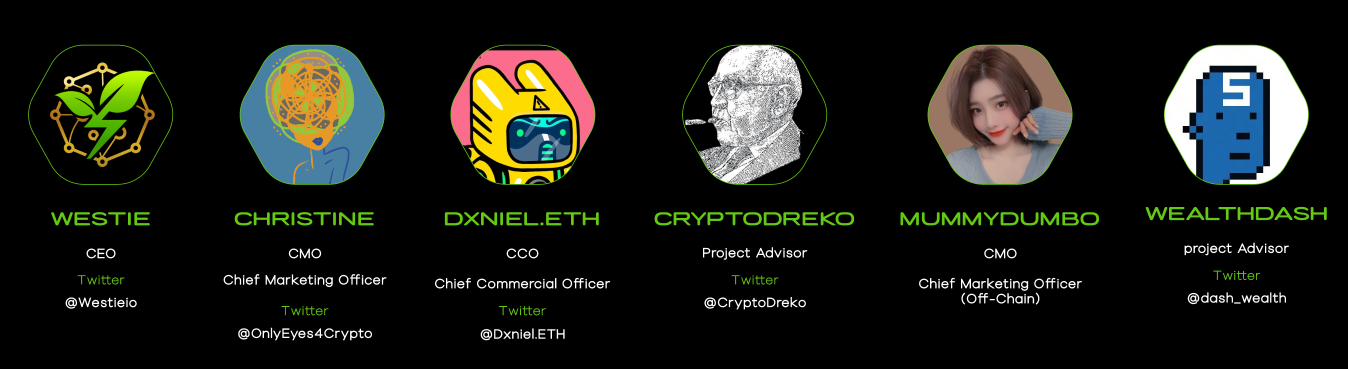 WESTIE
CEO
Twitter
@Westieio
CHRISTINE
CMO
Chief Marketing Officer
Twitter
@OnlyEyes4Crypto
DXNIEL.ETH
CCO
Chief Commercial Officer
Twitter
@Dxniel.ETH
CRYPTODREKO
Project Advisor
Twitter
@CryptoDreko
MUMMYDUMBO
CMO
Chief Marketing Officer
(Off-Chain)
S
WEALTHDASH
project Advisor
Twitter
@dash_wealth